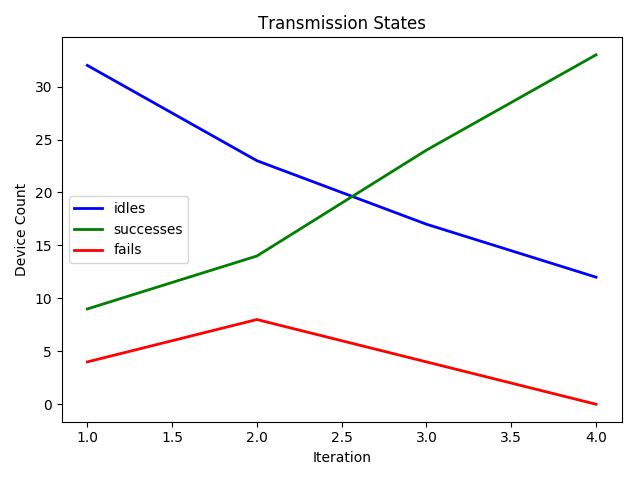 Transmission States
Device Count
30
25
20
15
10
5
0
idles
successes
fails
1.0 1.5 2.0 2.5 3.0 3.5 4.0
Iteration